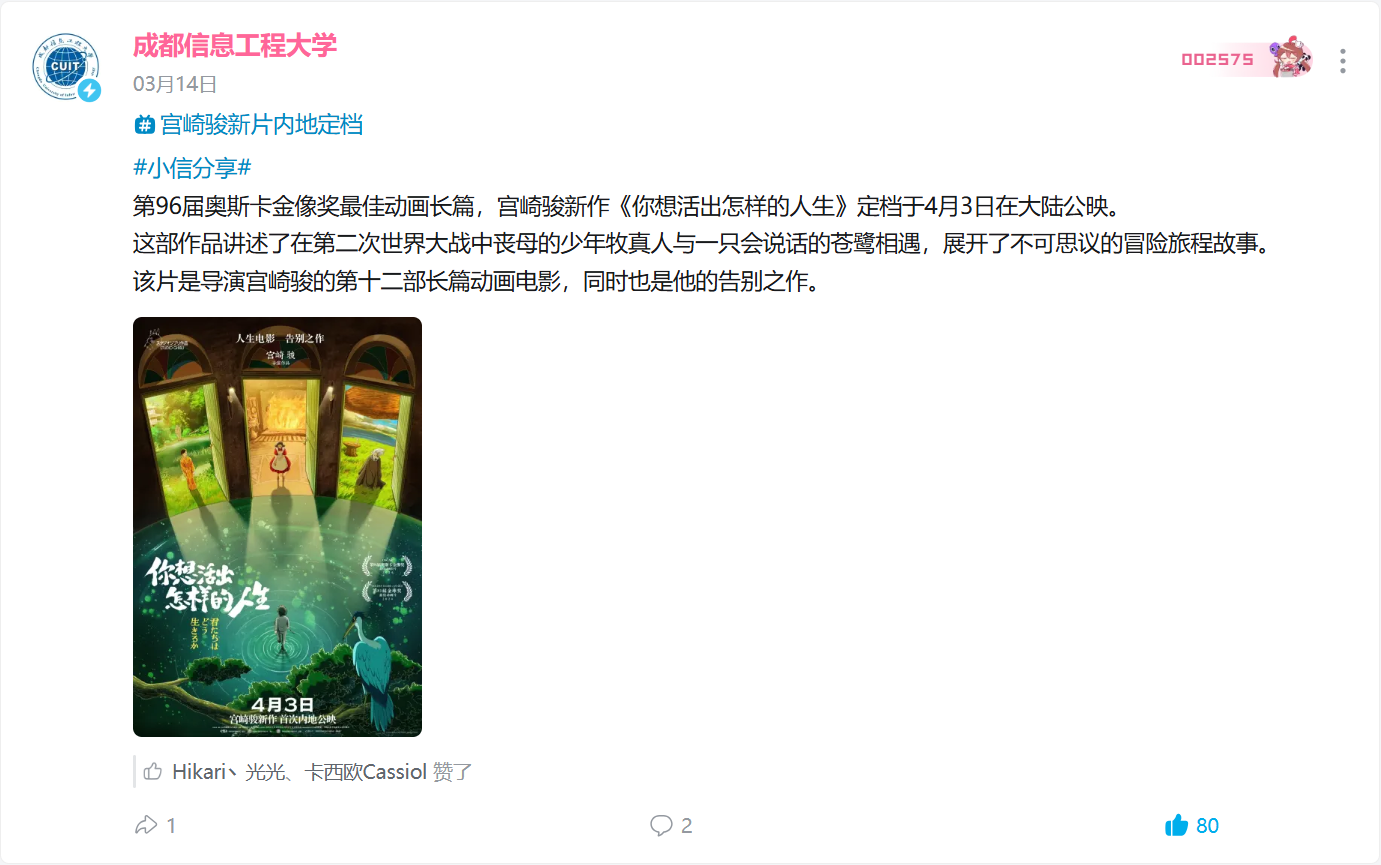 CUIT
成都信息工程大学
002575
03月14日
宫崎骏新片内地定档
#小信分享#
第96届奥斯卡金像奖最佳动画长篇，宫崎骏新作《你想活出怎样的人生》定档于4月3日在大陆公映。
这部作品讲述了在第二次世界大战中丧母的少年牧真人与一只会说话的苍鹭相遇，展开了不可思议的冒险旅程故事。
该片是导演宫崎骏的第十二部长篇动画电影，同时也是他的告别之作。
人生电影 告别之作
宫崎 骏
你想活出
怎样的人生
君たちは
どう
生きるか
4月3日
宫崎骏新作 首次内地公映
Hikari丶光光、卡西欧Cassiol 赞了
1
2
80